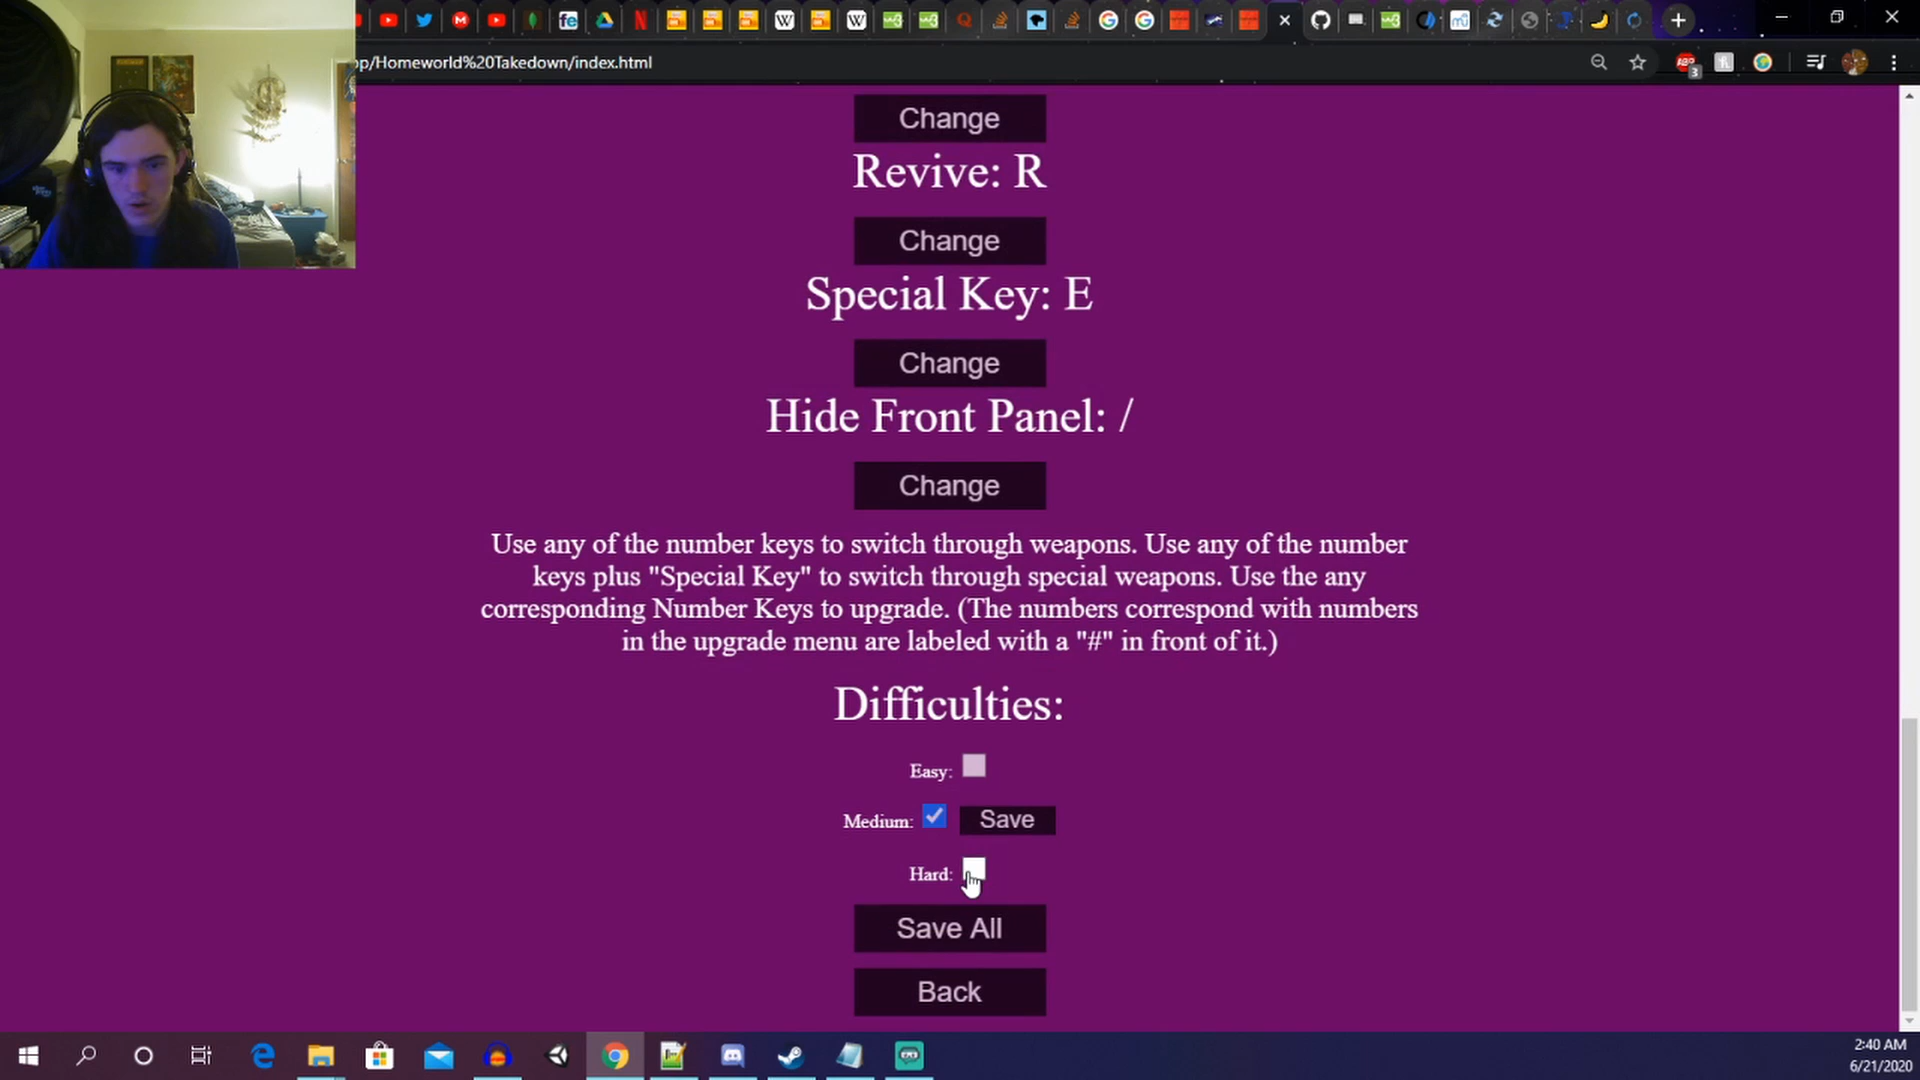 op/Homeworld%20Takedown/index.html
Change
Revive: R
Change
Special Key: E
Change
Hide Front Panel: /
Change
Use any of the number keys to switch through weapons. Use any of the number
keys plus "Special Key" to switch through special weapons. Use the any
corresponding Number Keys to upgrade. (The numbers correspond with numbers
in the upgrade menu are labeled with a "#" in front of it.)
Difficulties:
Easy:
Medium:
Save
Hard:
Save All
Back
2:40 AM
6/21/2020